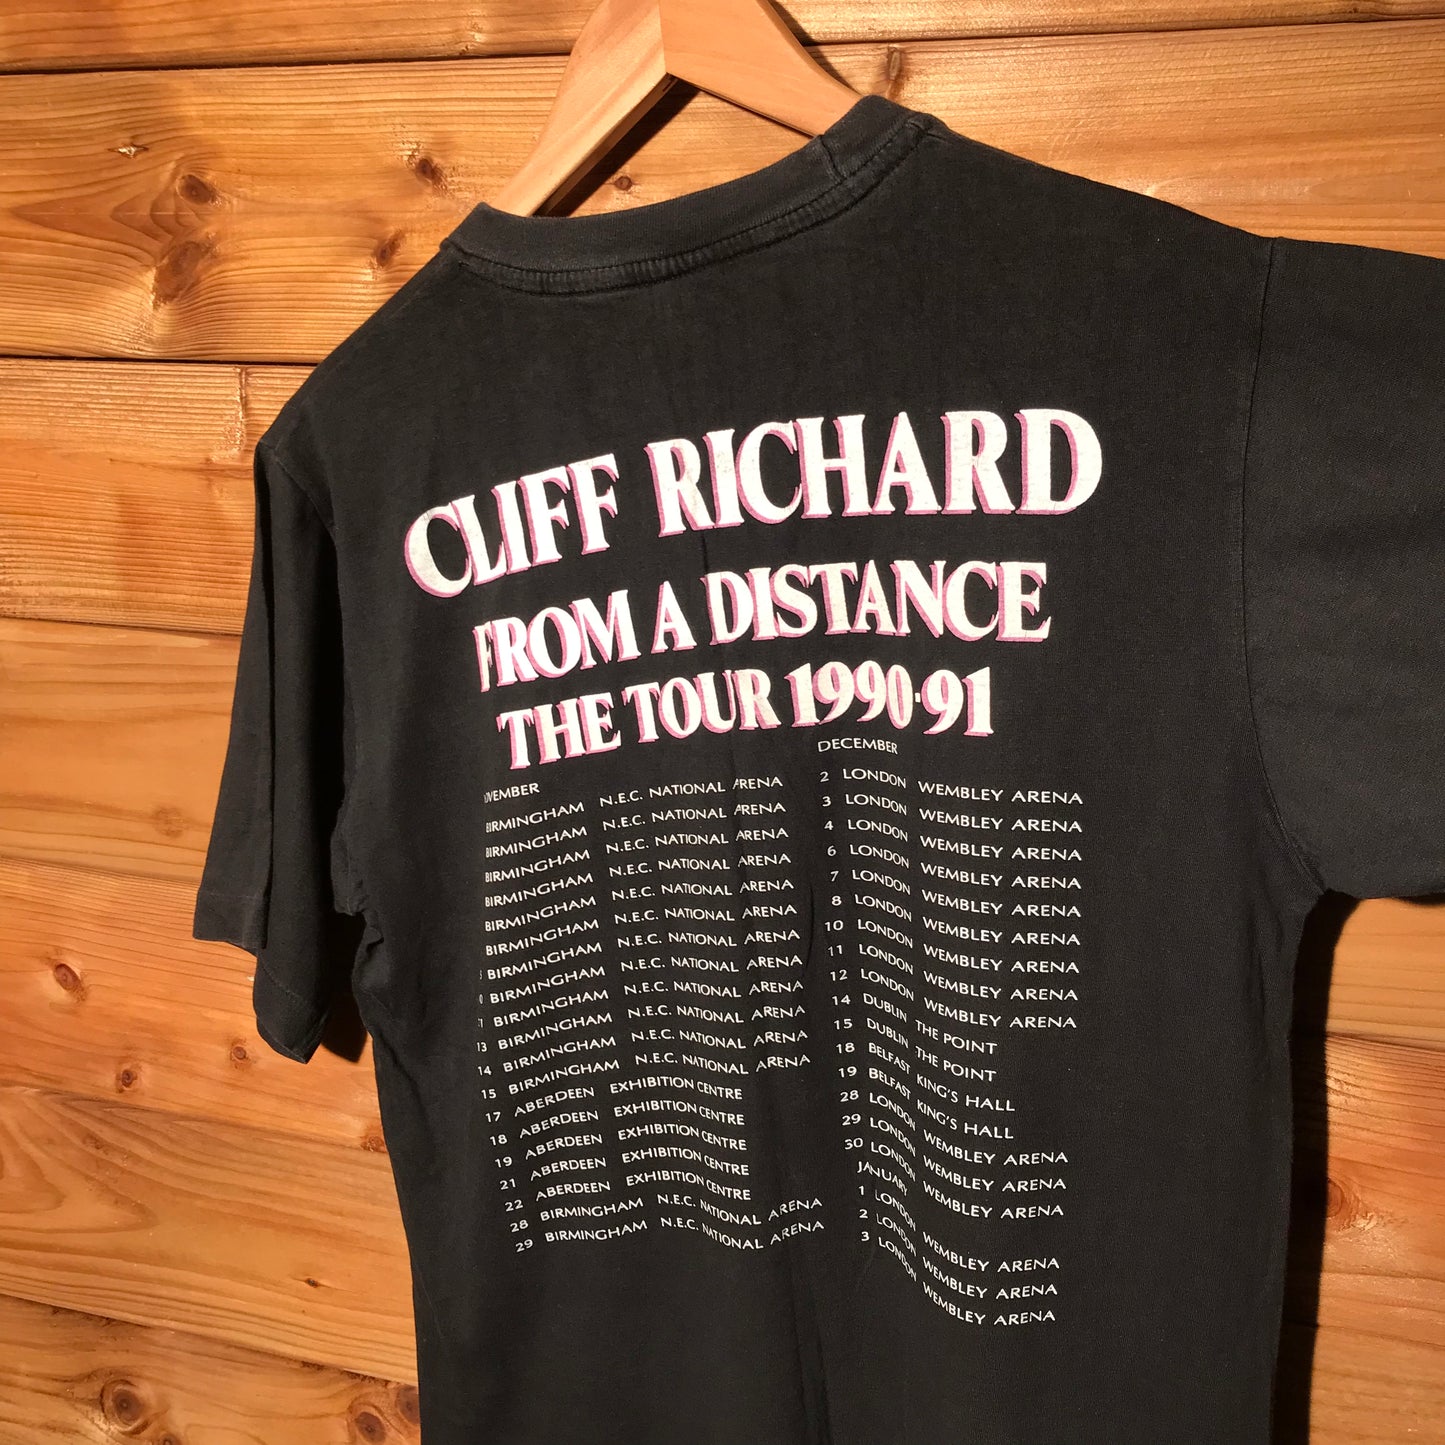 CLIFF RICHARD
FROM A DISTANCE
THE TOUR 1990-91
OVEMBER
BIRMINGHAM N.E.C. NATIONAL ARENA
BIRMINGHAM N.E.C. NATIONAL ARENA
BIRMINGHAM N.E.C. NATIONAL ARENA
BIRMINGHAM N.E.C. NATIONAL ARENA
BIRMINGHAM N.E.C. NATIONAL ARENA
BIRMINGHAM N.E.C. NATIONAL ARENA
BIRMINGHAM N.E.C. NATIONAL ARENA
0 BIRMINGHAM N.E.C. NATIONAL ARENA
1 BIRMINGHAM N.E.C. NATIONAL ARENA
13 BIRMINGHAM N.E.C. NATIONAL ARENA
14 BIRMINGHAM N.E.C. NATIONAL ARENA
15 BIRMINGHAM N.E.C. NATIONAL ARENA
17 ABERDEEN EXHIBITION CENTRE
18 ABERDEEN EXHIBITION CENTRE
19 ABERDEEN EXHIBITION CENTRE
21 ABERDEEN EXHIBITION CENTRE
22 ABERDEEN EXHIBITION CENTRE
28 BIRMINGHAM N.E.C. NATIONAL ARENA
29 BIRMINGHAM N.E.C. NATIONAL ARENA
DECEMBER
2 LONDON WEMBLEY ARENA
3 LONDON WEMBLEY ARENA
4 LONDON WEMBLEY ARENA
6 LONDON WEMBLEY ARENA
7 LONDON WEMBLEY ARENA
8 LONDON WEMBLEY ARENA
10 LONDON WEMBLEY ARENA
11 LONDON WEMBLEY ARENA
12 LONDON WEMBLEY ARENA
14 DUBLIN THE POINT
15 DUBLIN THE POINT
18 BELFAST KING'S HALL
19 BELFAST KING'S HALL
28 LONDON WEMBLEY ARENA
29 LONDON WEMBLEY ARENA
30 LONDON WEMBLEY ARENA
JANUARY
1 LONDON WEMBLEY ARENA
2 LONDON WEMBLEY ARENA
3 LONDON WEMBLEY ARENA